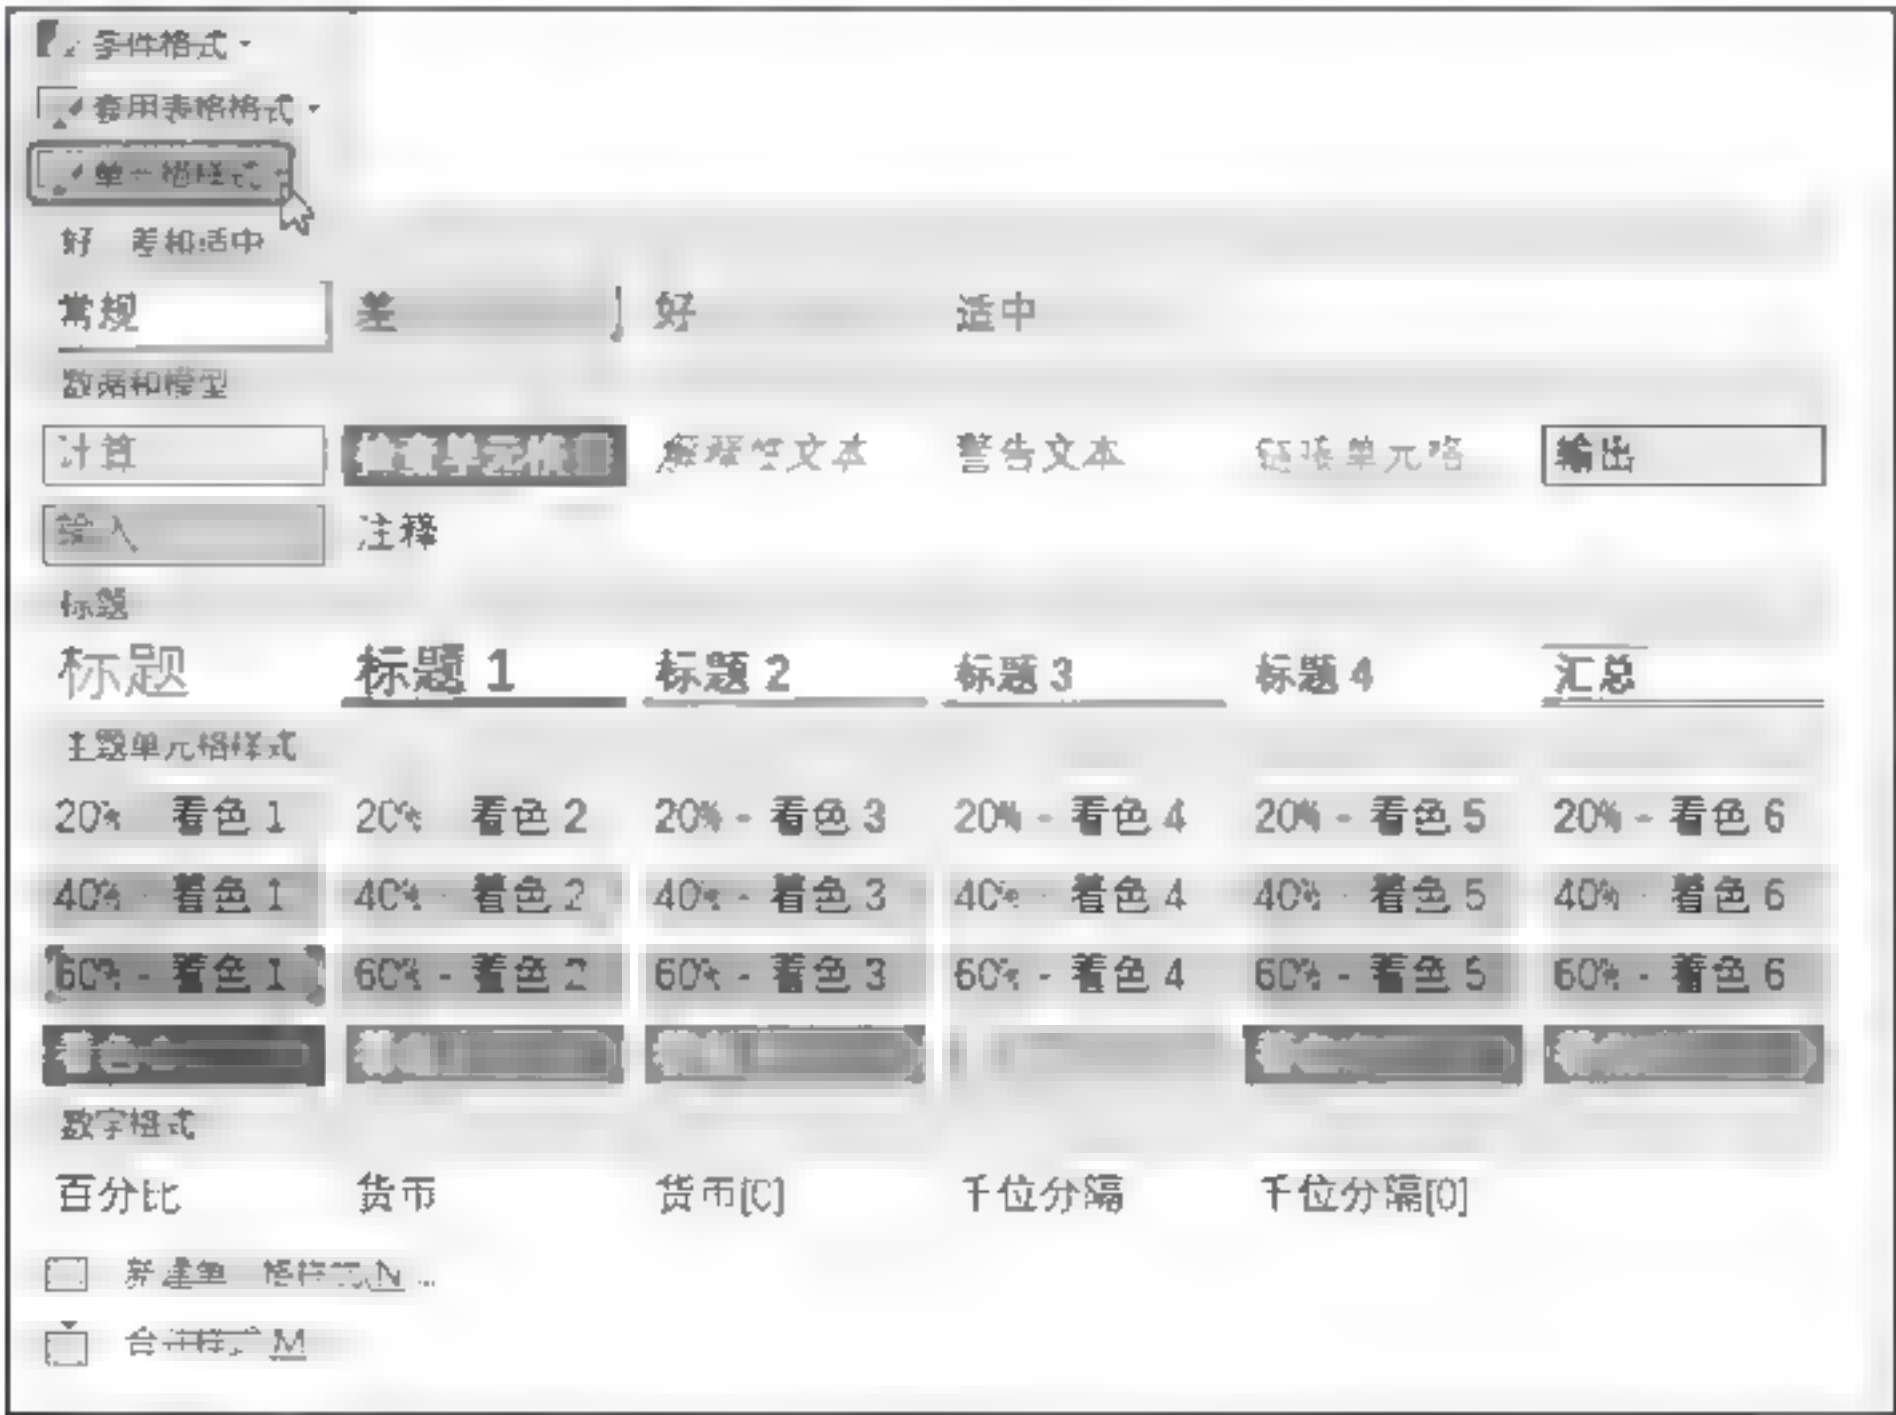 条件格式
套用表格格式
单元格样式
好、差和适中
常规 差 好 适中
数据和模型
计算 检查单元格 解释性文本 警告文本 链接单元格 输出
输入 注释
标题
标题 标题 1 标题 2 标题 3 标题 4 汇总
主题单元格样式
20% - 着色 1 20% - 着色 2 20% - 着色 3 20% - 着色 4 20% - 着色 5 20% - 着色 6
40% - 着色 1 40% - 着色 2 40% - 着色 3 40% - 着色 4 40% - 着色 5 40% - 着色 6
60% - 着色 1 60% - 着色 2 60% - 着色 3 60% - 着色 4 60% - 着色 5 60% - 着色 6
着色
数字格式
百分比 货币 货币[0] 千位分隔 千位分隔[0]
新建单元格样式(N)...
合并样式(M)